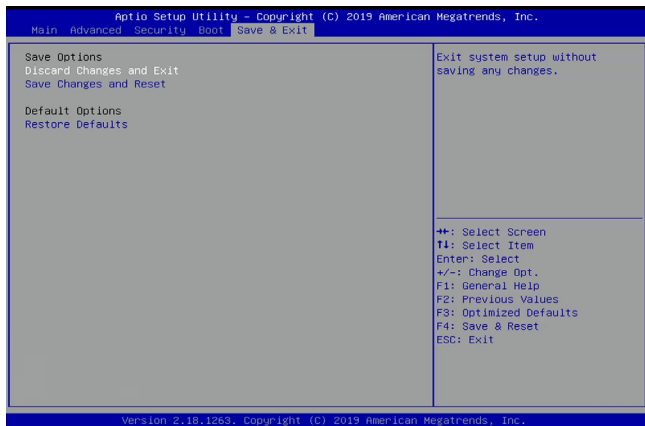 Aptio Setup Utility – Copyright (C) 2019 American Megatrends, Inc.
Main Advanced Security Boot Save & Exit
Save Options
Discard Changes and Exit
Save Changes and Reset
Default Options
Restore Defaults
Exit system setup without
saving any changes.
→←: Select Screen
↑↓: Select Item
Enter: Select
+/-: Change Opt.
F1: General Help
F2: Previous Values
F3: Optimized Defaults
F4: Save & Reset
ESC: Exit
Version 2.18.1263. Copyright (C) 2019 American Megatrends, Inc.